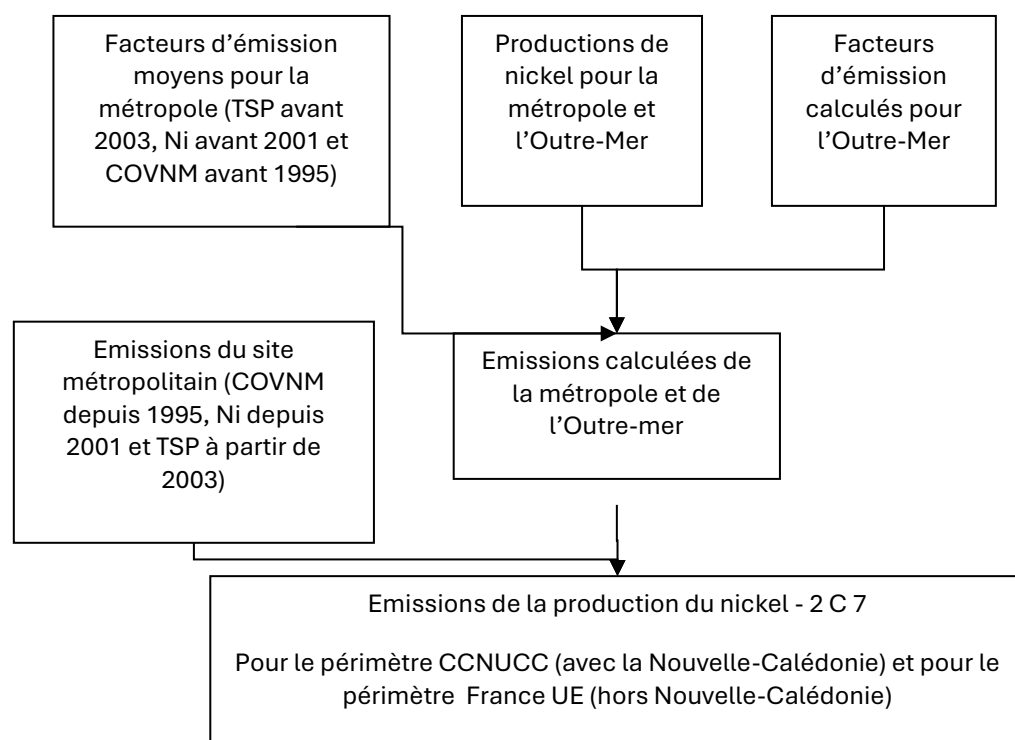 Facteurs d’émission
moyens pour la
métropole (TSP avant
2003, Ni avant 2001 et
COVNM avant 1995)
Productions de
nickel pour la
métropole et
l’Outre-Mer
Facteurs
d’émission
calculés pour
l’Outre-Mer
Emissions du site
métropolitain (COVNM
depuis 1995, Ni depuis
2001 et TSP à partir de
2003)
Emissions calculées de
la métropole et de
l’Outre-mer
Emissions de la production du nickel - 2 C 7
Pour le périmètre CCNUCC (avec la Nouvelle-Calédonie) et pour le
périmètre France UE (hors Nouvelle-Calédonie)